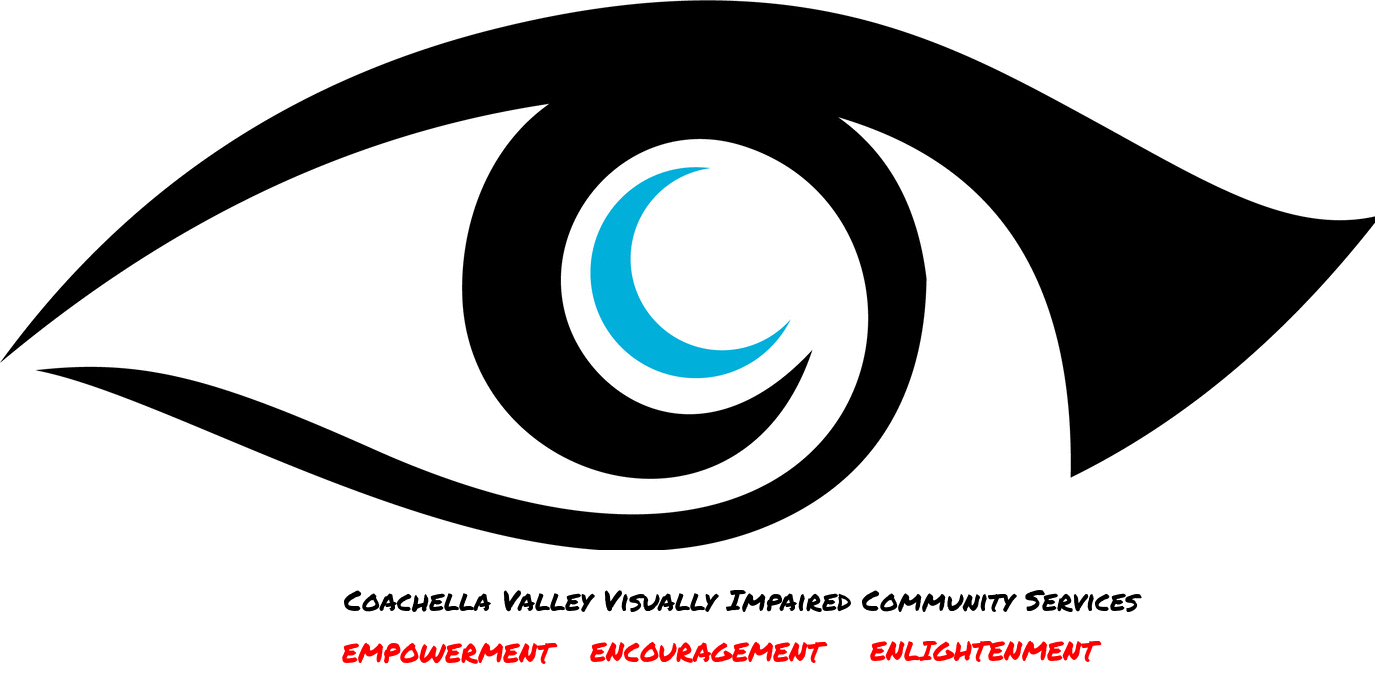 Coachella Valley Visually Impaired Community Services
EMPOWERMENT ENCOURAGEMENT ENLIGHTENMENT